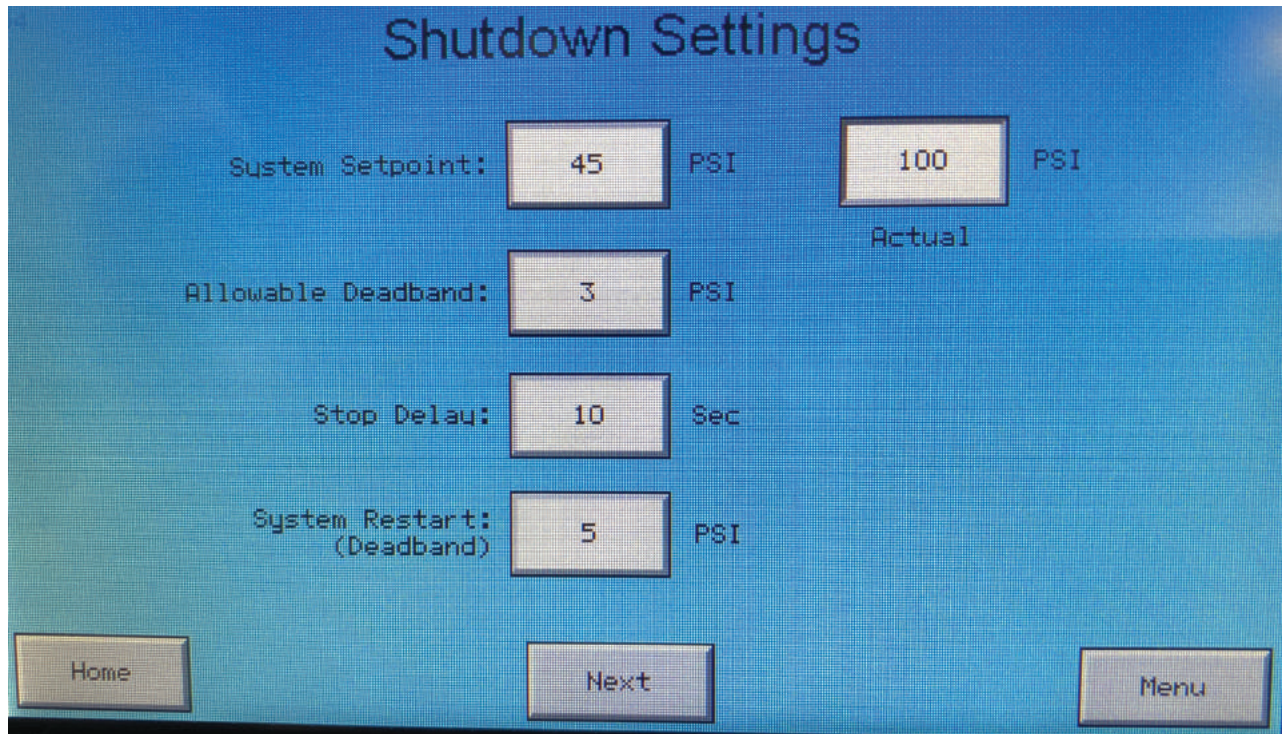 Shutdown Settings
System Setpoint: 45 PSI 100 PSI
Actual
Allowable Deadband: 3 PSI
Stop Delay: 10 Sec
System Restart: 5 PSI
(Deadband)
Home Next Menu